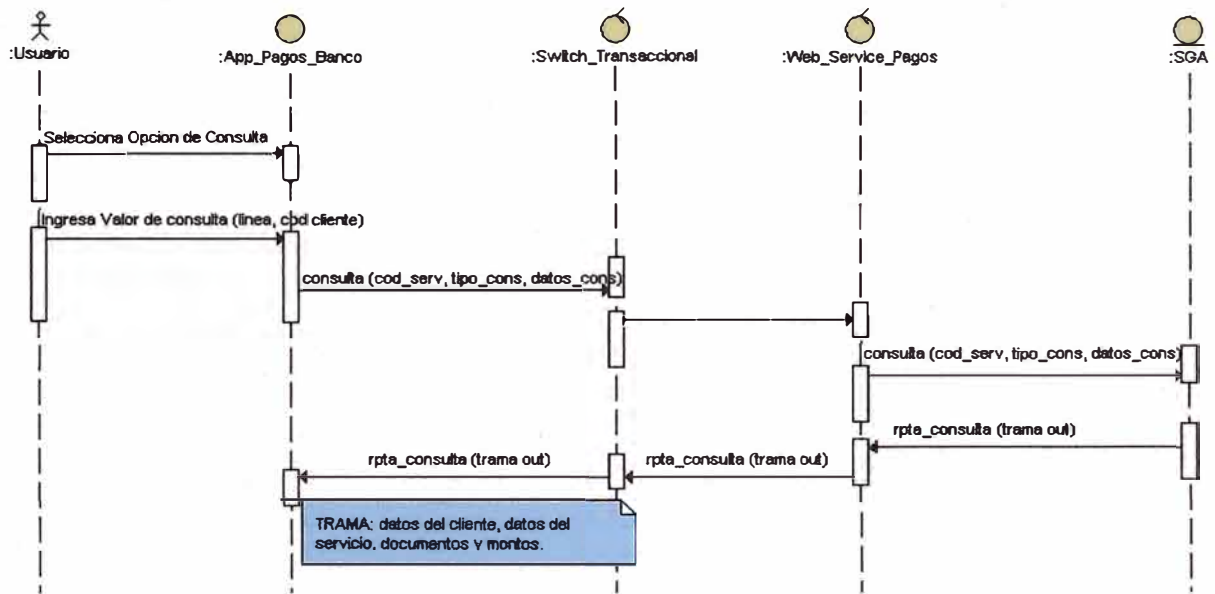 :Usuario
:App_Pagos_Banco
:Switch_Transaccional
:Web_Service_Pagos
:SGA
Selecciona Opcion de Consulta
Ingresa Valor de consulta (linea, cod cliente)
consulta (cod_serv, tipo_cons, datos_cons)
consulta (cod_serv, tipo_cons, datos_cons)
rpta_consulta (trama out)
rpta_consulta (trama out)
rpta_consulta (trama out)
TRAMA: datos del cliente, datos del
servicio, documentos y montos.